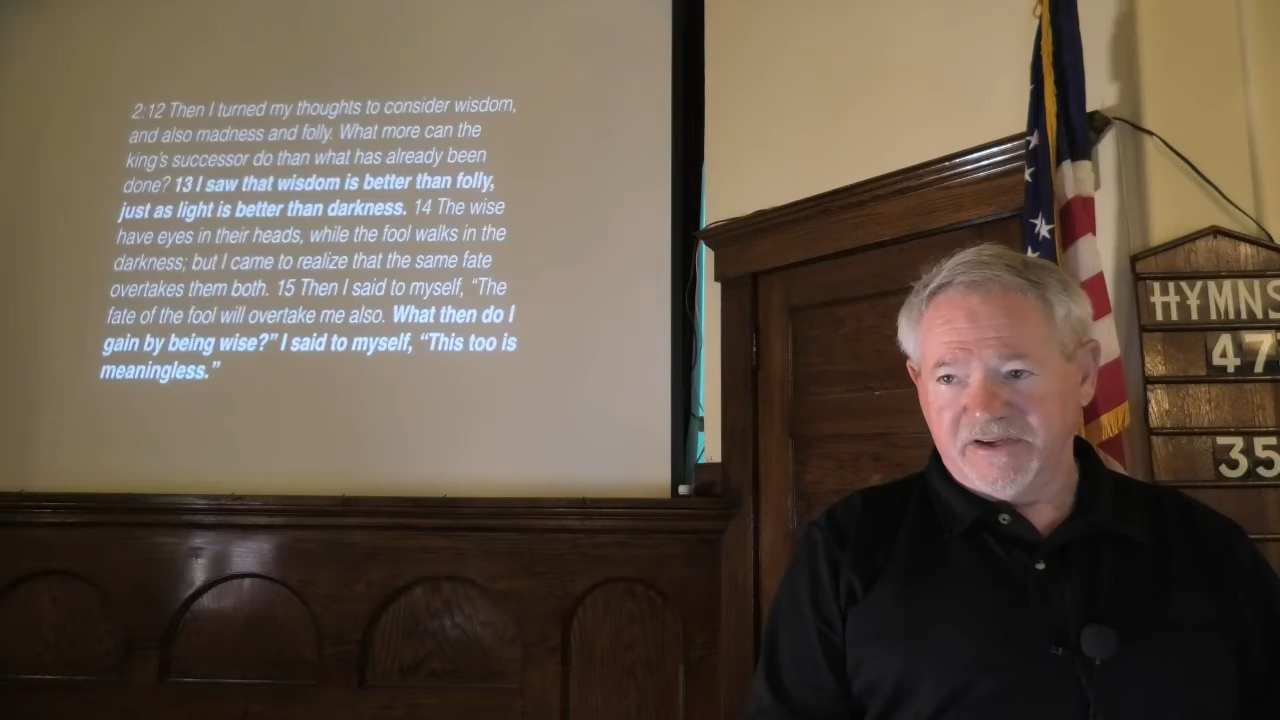 2:12 Then I turned my thoughts to consider wisdom,
and also madness and folly. What more can the
king's successor do than what has already been
done? 13 I saw that wisdom is better than folly,
just as light is better than darkness. 14 The wise
have eyes in their heads, while the fool walks in the
darkness; but I came to realize that the same fate
overtakes them both. 15 Then I said to myself, "The
fate of the fool will overtake me also. What then do I
gain by being wise?" I said to myself, "This too is
meaningless."
HYMNS
47
35